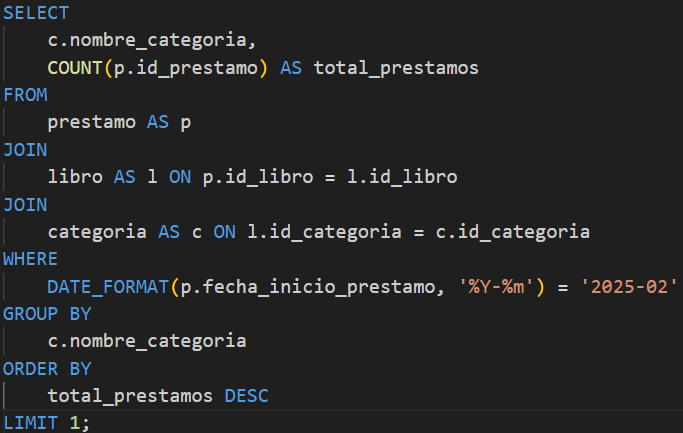 SELECT
    c.nombre_categoria,
    COUNT(p.id_prestamo) AS total_prestamos
FROM
    prestamo AS p
JOIN
    libro AS l ON p.id_libro = l.id_libro
JOIN
    categoria AS c ON l.id_categoria = c.id_categoria
WHERE
    DATE_FORMAT(p.fecha_inicio_prestamo, '%Y-%m') = '2025-02'
GROUP BY
    c.nombre_categoria
ORDER BY
    total_prestamos DESC
LIMIT 1;